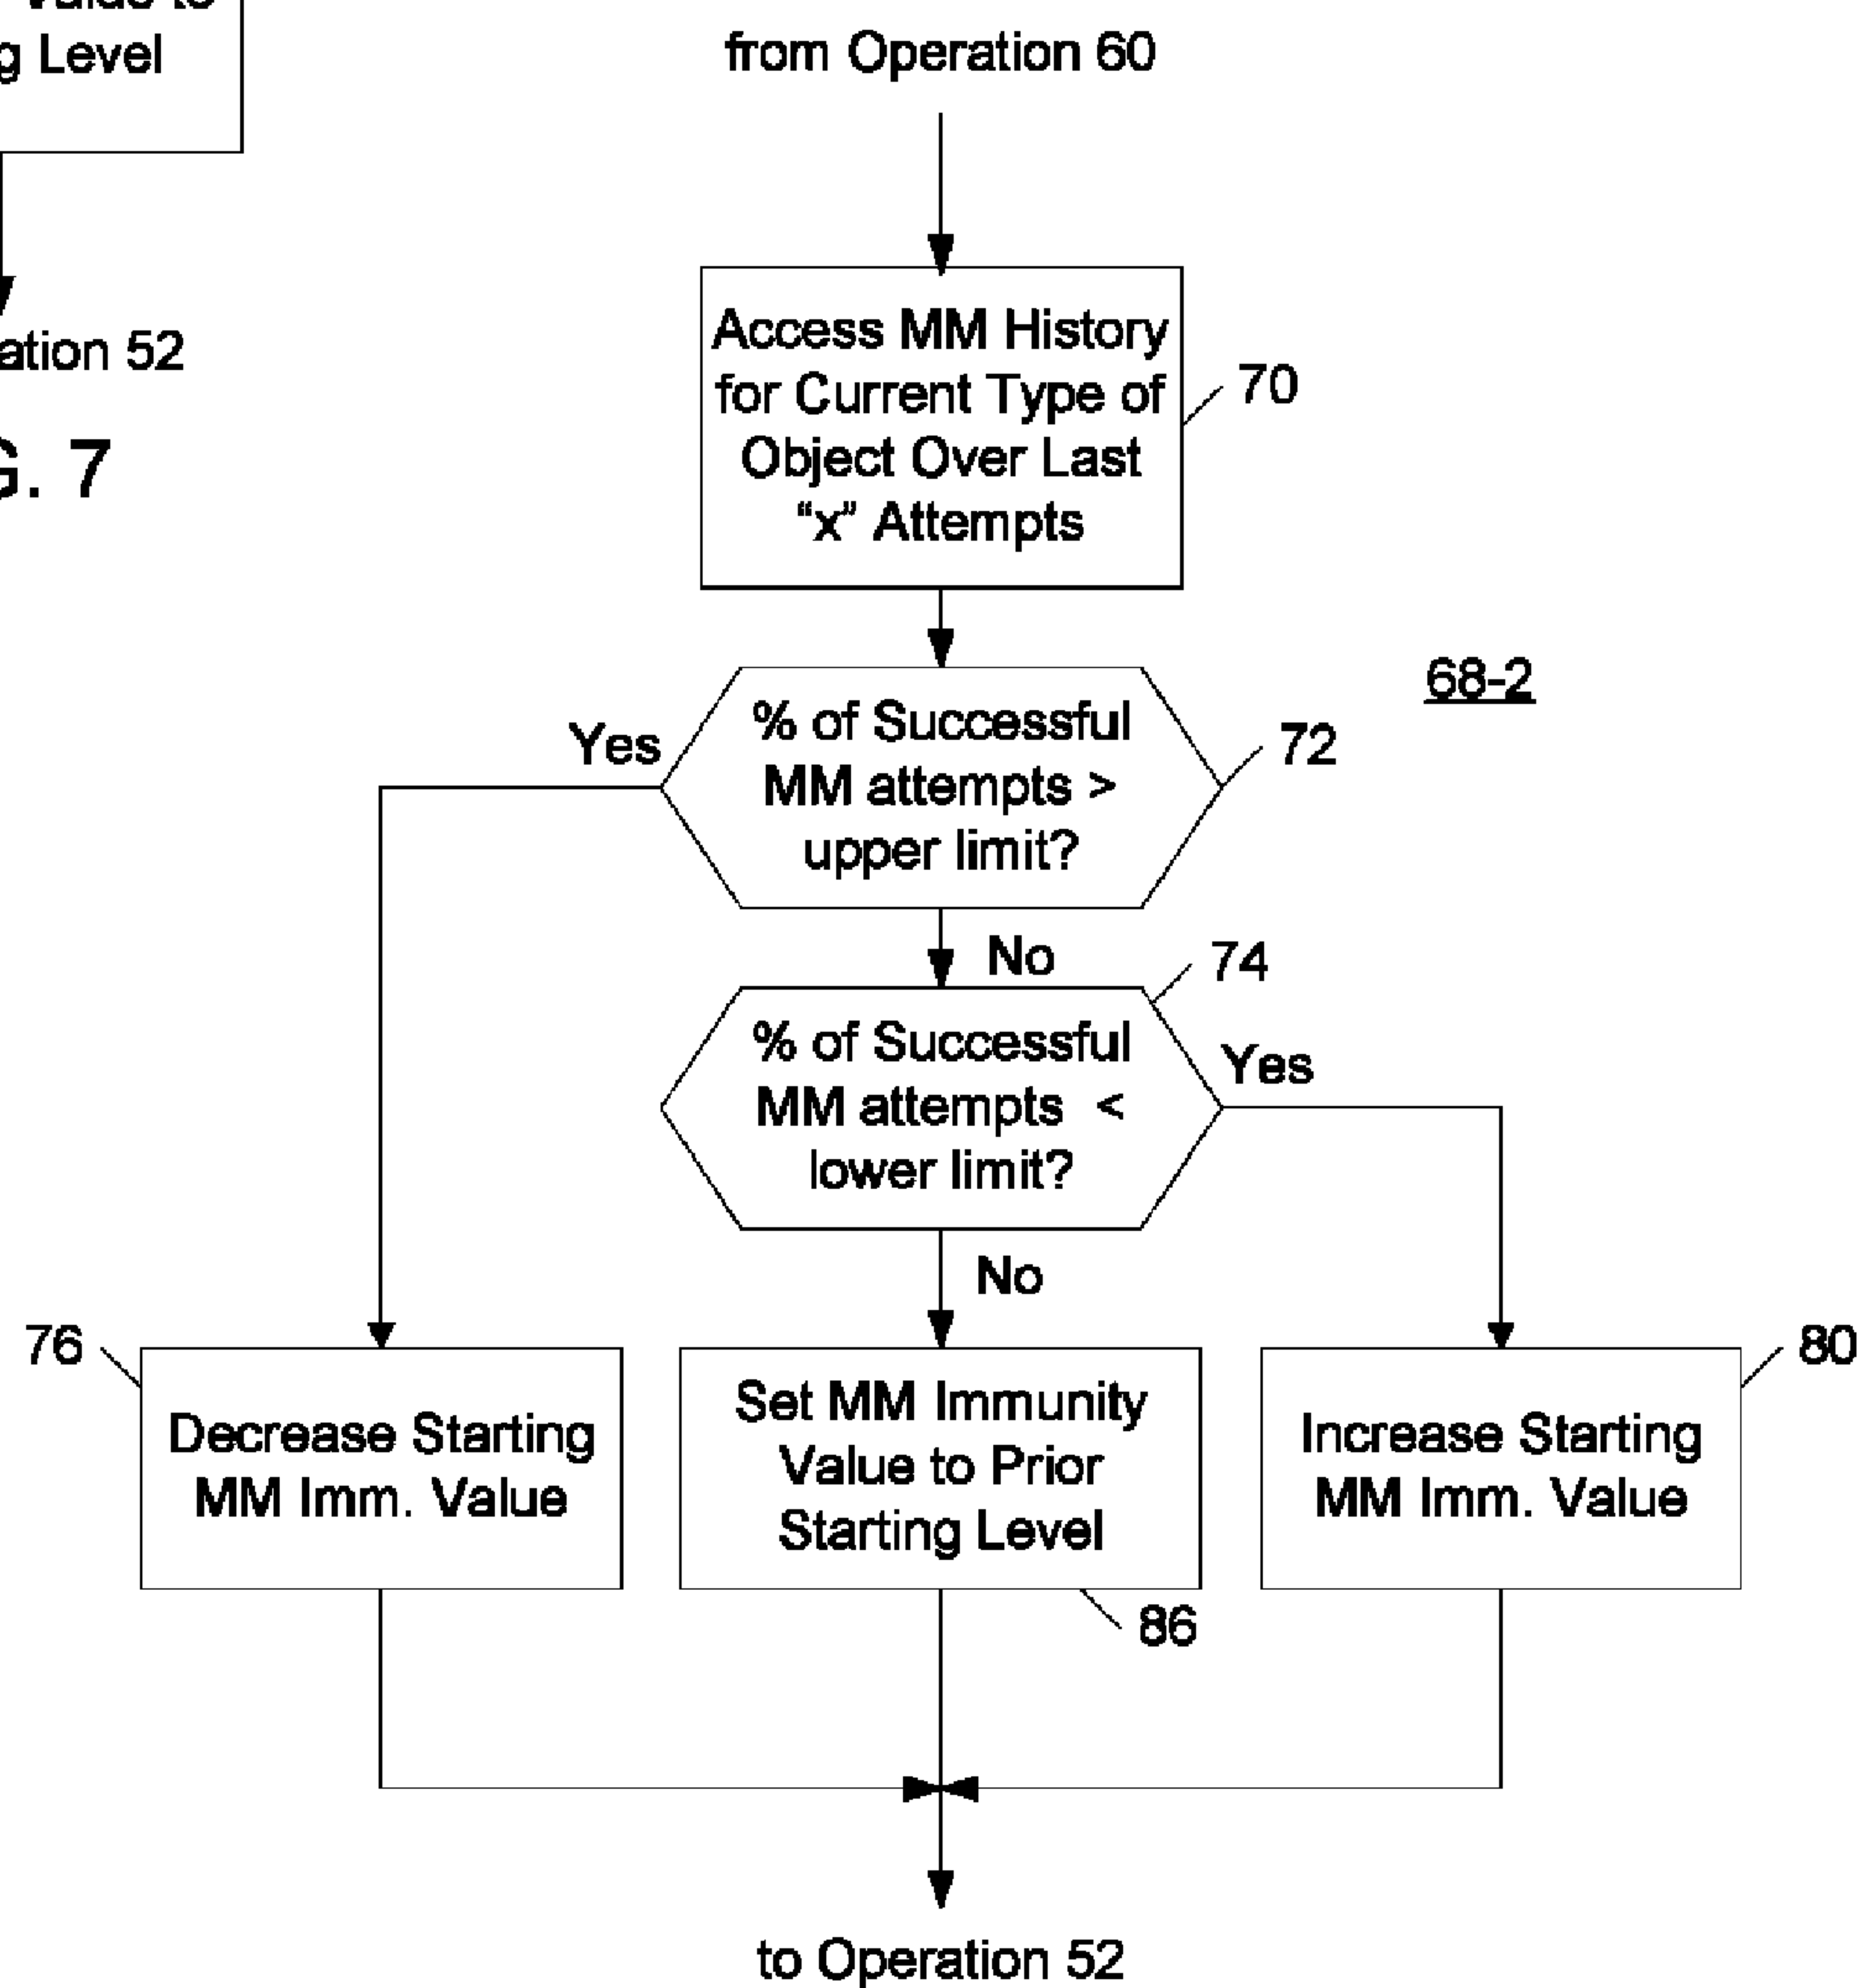 g Level
ation 52
G. 7
from Operation 60
Access MM History
for Current Type of
Object Over Last
“x” Attempts
70
68-2
% of Successful
MM attempts >
upper limit?
72
Yes
No
74
% of Successful
MM attempts <
lower limit?
Yes
No
76
Decrease Starting
MM Imm. Value
Set MM Immunity
Value to Prior
Starting Level
86
80
Increase Starting
MM Imm. Value
to Operation 52